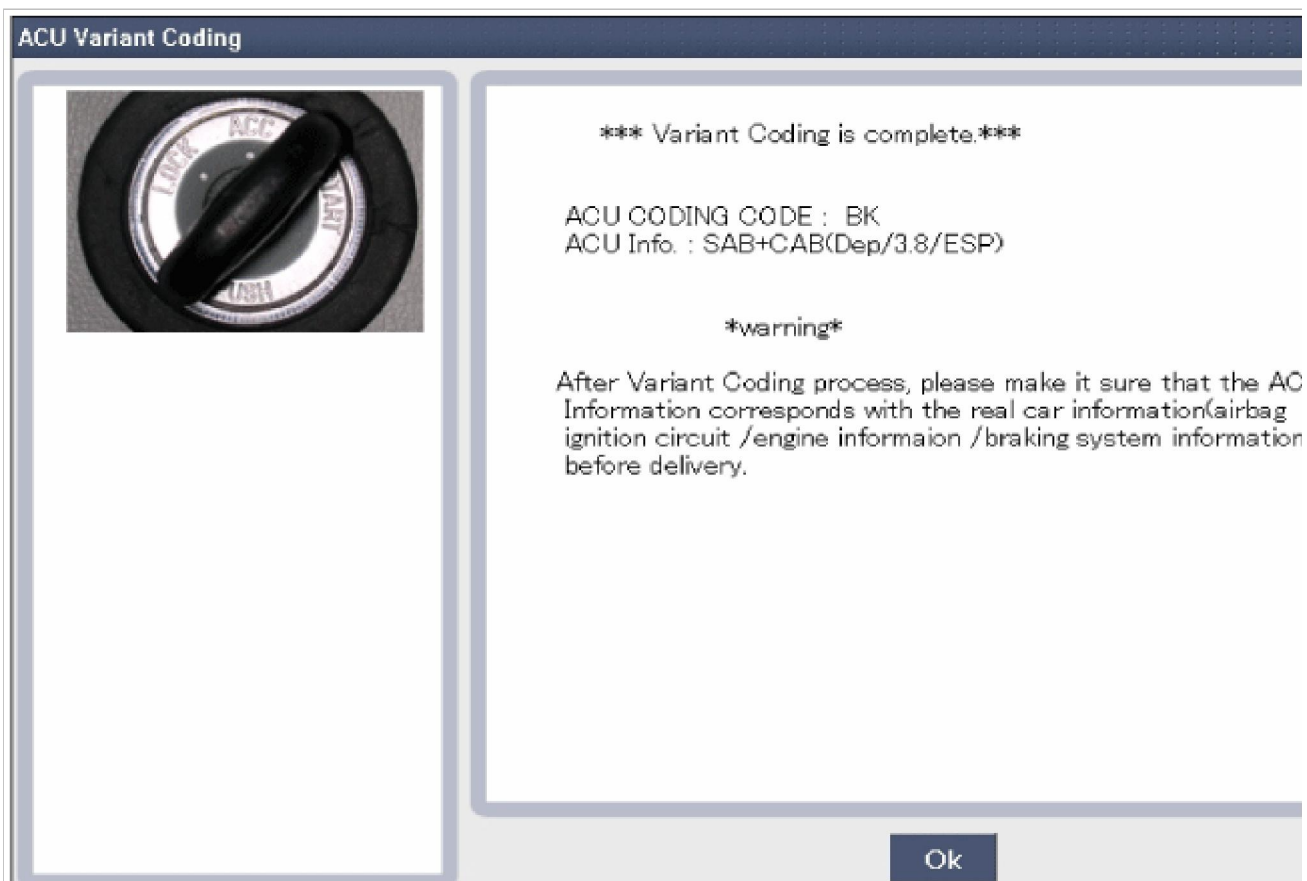 ACU Variant Coding
ACC
LOCK
START
PUSH
*** Variant Coding is complete.***
ACU CODING CODE : BK
ACU Info. : SAB+CAB(Dep/3.8/ESP)
*warning*
After Variant Coding process, please make it sure that the AC
Information corresponds with the real car information(airbag
ignition circuit /engine informaion /braking system information
before delivery.
Ok